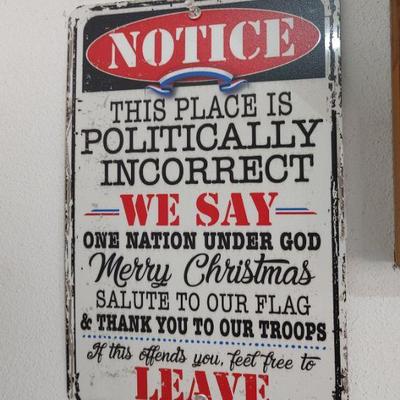 NOTICE
THIS PLACE IS
POLITICALLY
INCORRECT
WE SAY
ONE NATION UNDER GOD
Merry Christmas
SALUTE TO OUR FLAG
& THANK YOU TO OUR TROOPS
If this offends you, feel free to
LEAVE